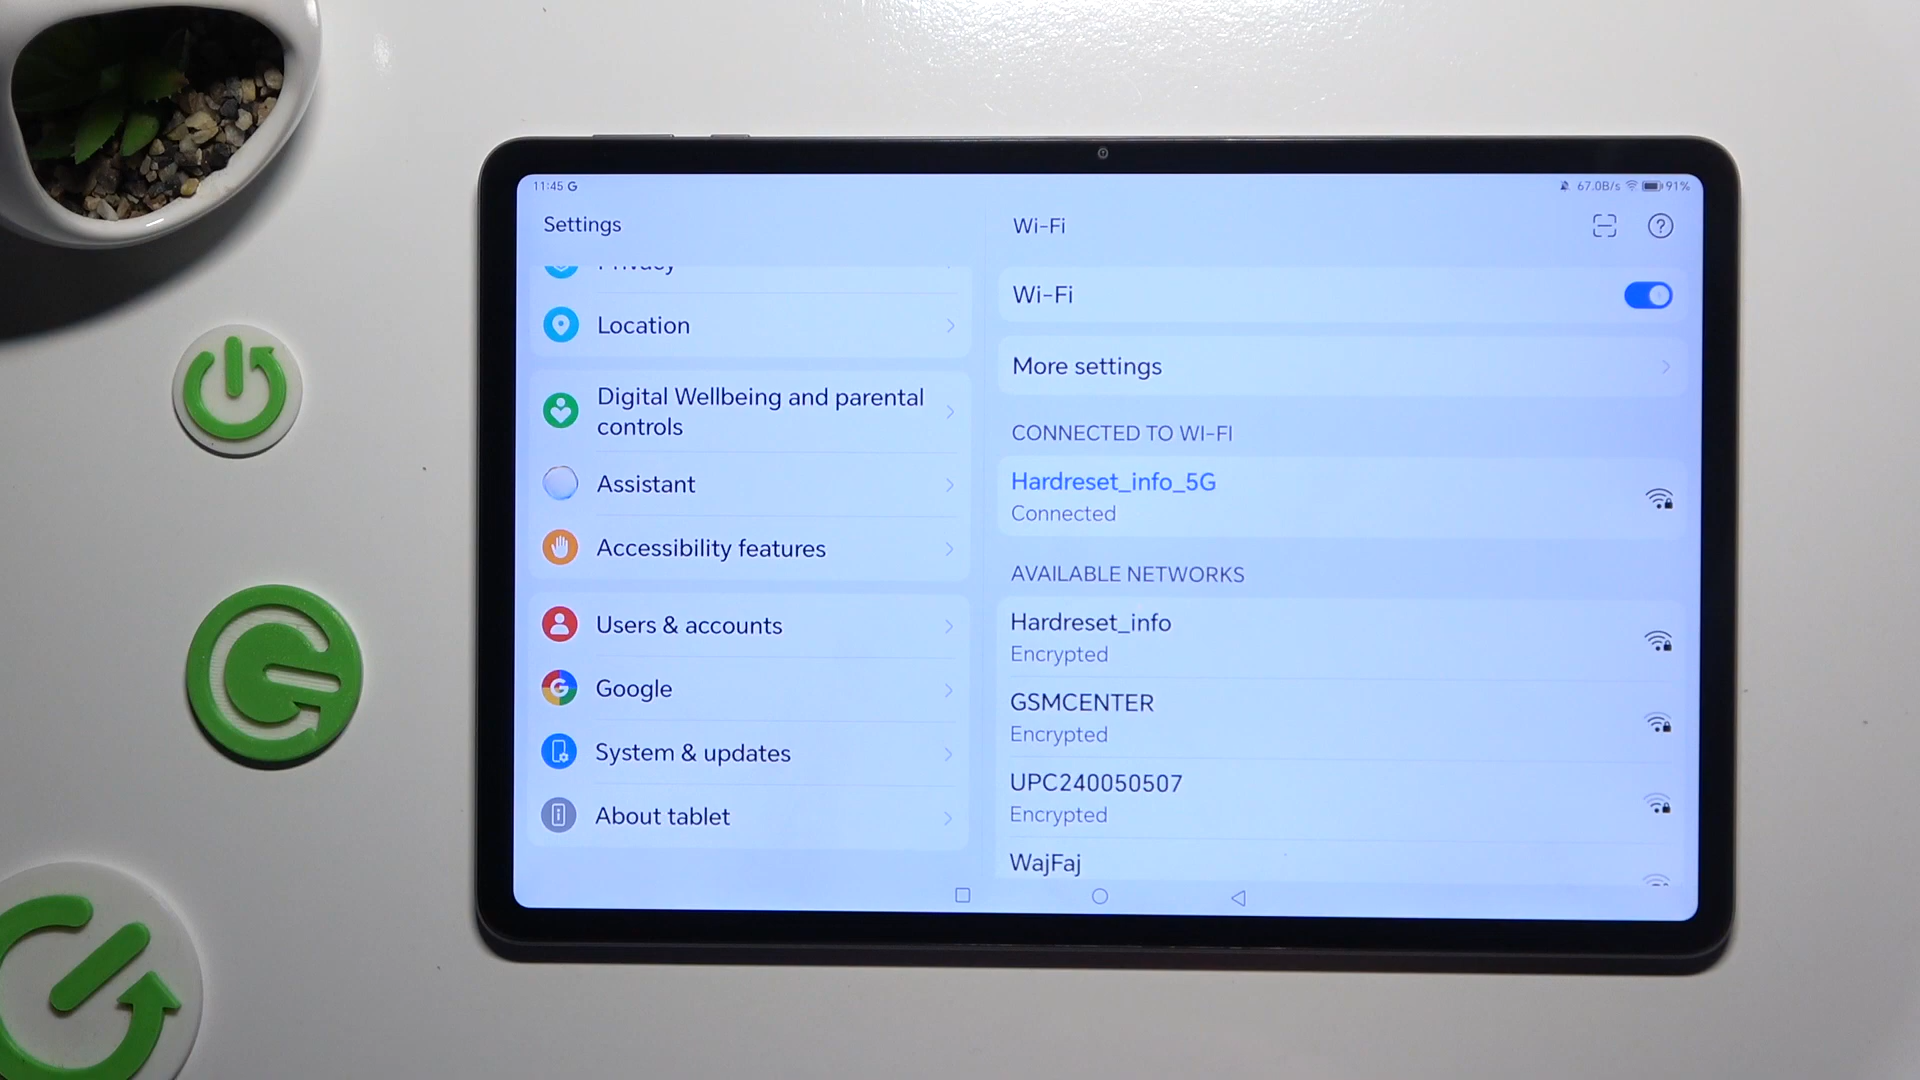 11:45 G
67.0B/s 91%
Settings
Privacy
Location
Digital Wellbeing and parental
controls
Assistant
Accessibility features
Users & accounts
Google
System & updates
About tablet
Wi-Fi
Wi-Fi
More settings
CONNECTED TO WI-FI
Hardreset_info_5G
Connected
AVAILABLE NETWORKS
Hardreset_info
Encrypted
GSMCENTER
Encrypted
UPC240050507
Encrypted
WajFaj